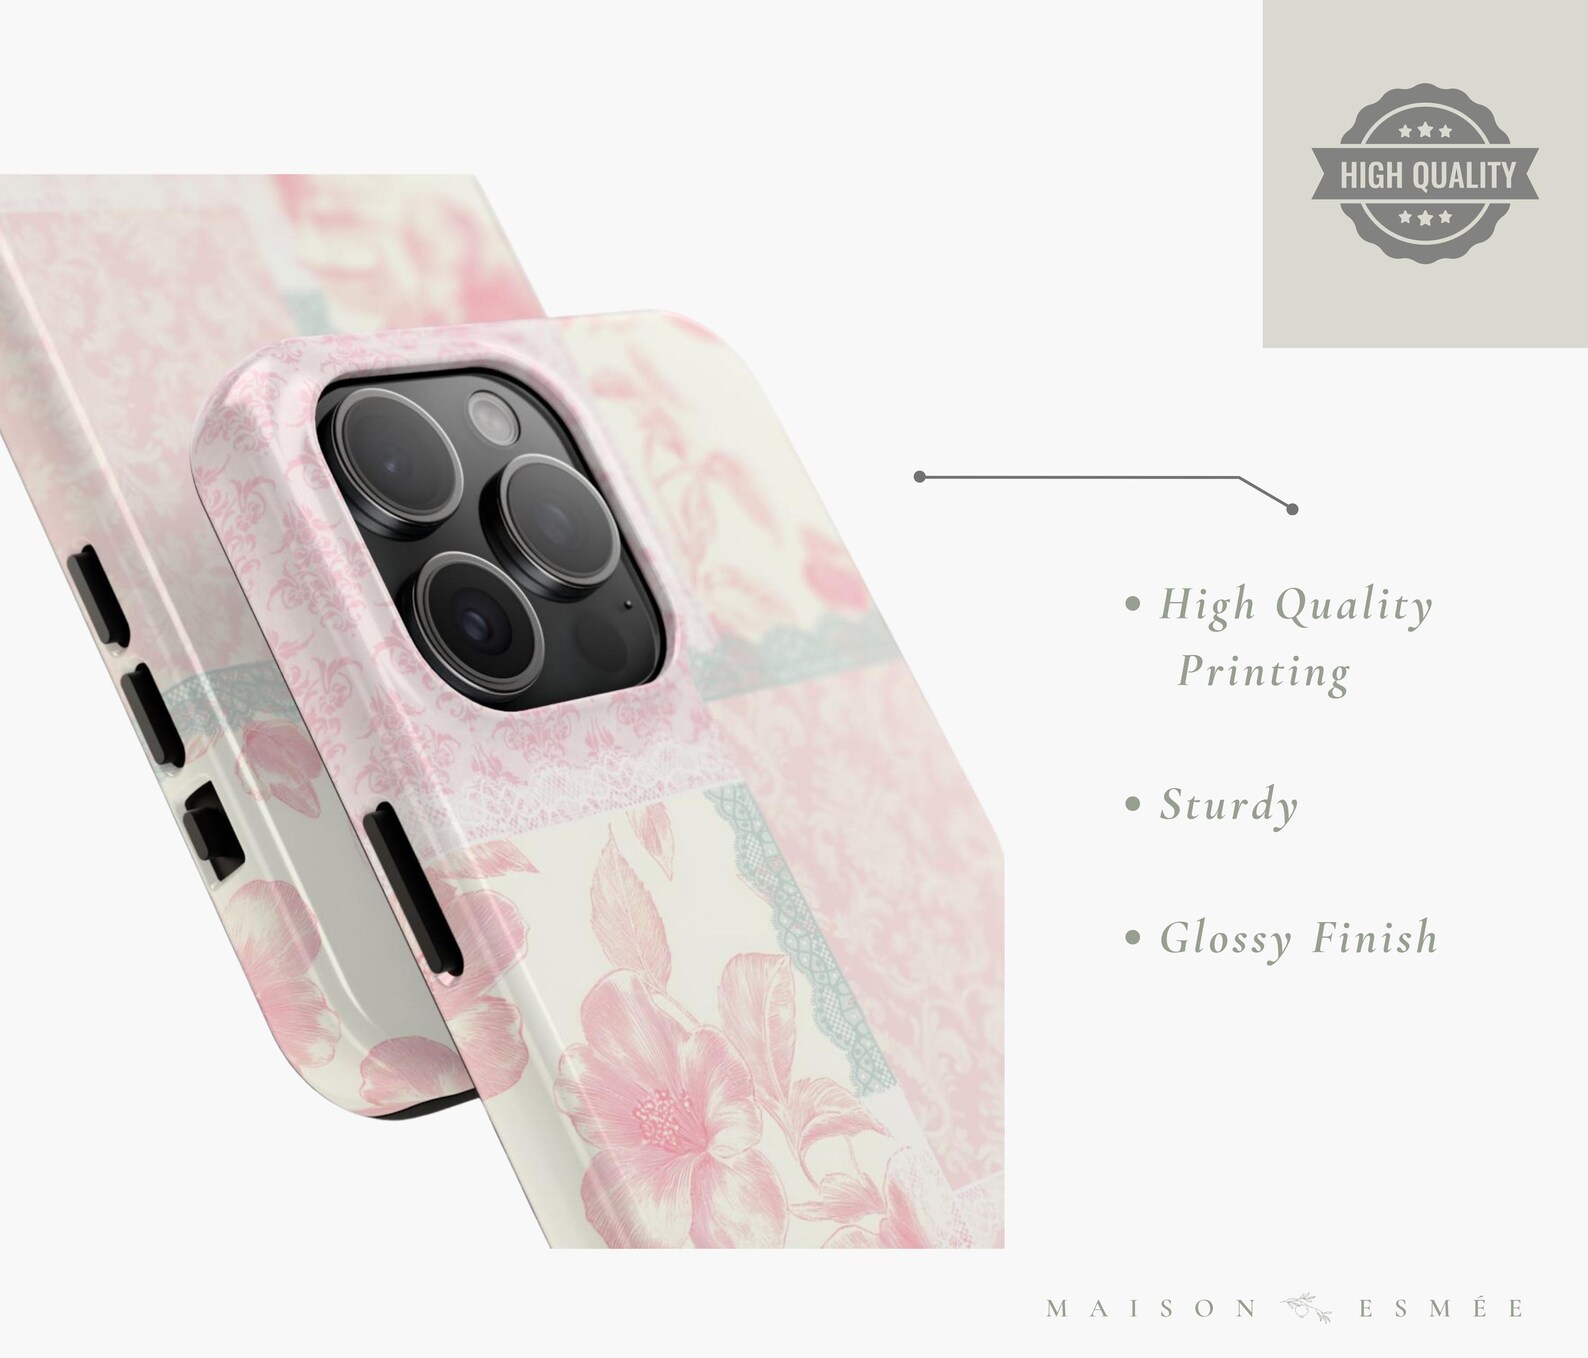 HIGH QUALITY
• High Quality
Printing
• Sturdy
• Glossy Finish
MAISON ESMÉE